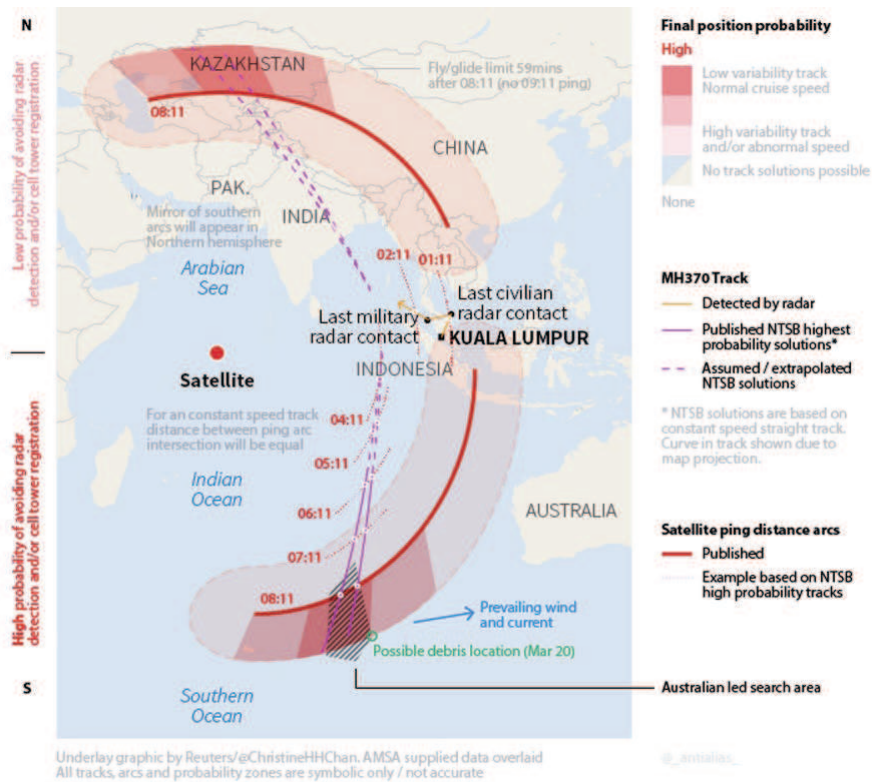 N
Low probability of avoiding radar
detection and/or cell tower registration
High probability of avoiding radar
detection and/or cell tower registration
S
KAZAKHSTAN
Fly/glide limit 59mins
after 08:11 (no 09:11 ping)
08:11
CHINA
PAK.
Mirror of southern
arcs will appear in
Northern hemisphere
INDIA
Arabian
Sea
02:11
01:11
Last civilian
radar contact
Last military
radar contact
KUALA LUMPUR
Satellite
INDONESIA
For an constant speed track
distance between ping arc
intersection will be equal
04:11
05:11
Indian
Ocean
06:11
AUSTRALIA
07:11
08:11
Prevailing wind
and current
Possible debris location (Mar 20)
Southern
Ocean
Final position probability
High
Low variability track
Normal cruise speed
High variability track
and/or abnormal speed
No track solutions possible
None
MH370 Track
Detected by radar
Published NTSB highest
probability solutions*
Assumed / extrapolated
NTSB solutions
* NTSB solutions are based on
constant speed straight track.
Curve in track shown due to
map projection.
Satellite ping distance arcs
Published
Example based on NTSB
high probability tracks
Australian led search area
Underlay graphic by Reuters/@ChristineHHChan. AMSA supplied data overlaid
All tracks, arcs and probability zones are symbolic only / not accurate